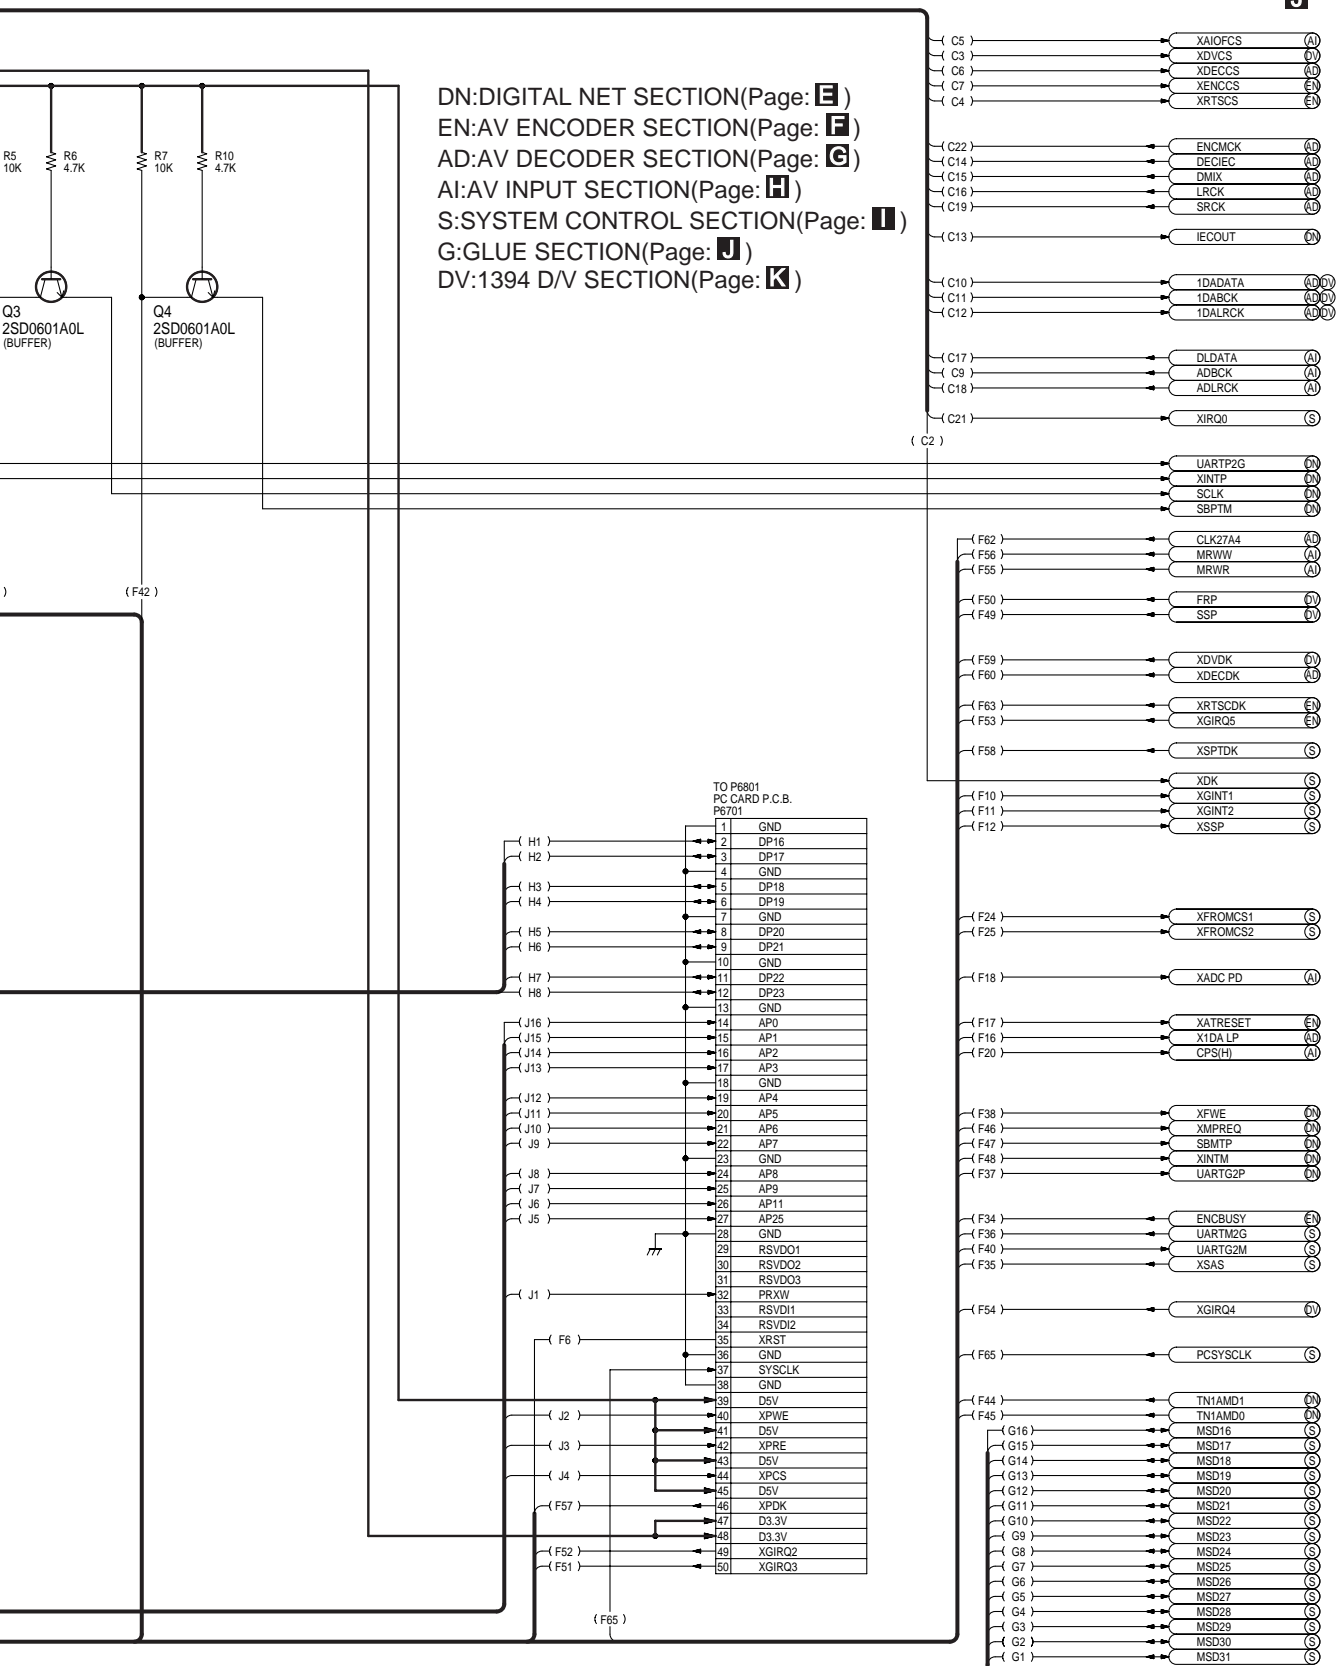 J
DN:DIGITAL NET SECTION(Page: E )
EN:AV ENCODER SECTION(Page: F )
AD:AV DECODER SECTION(Page: G )
AI:AV INPUT SECTION(Page: H )
S:SYSTEM CONTROL SECTION(Page: I )
G:GLUE SECTION(Page: J )
DV:1394 D/V SECTION(Page: K )
R5
10K
R6
4.7K
R7
10K
R10
4.7K
Q3
2SD0601A0L
(BUFFER)
Q4
2SD0601A0L
(BUFFER)
)
( F42 )
( C2 )
( C5 ) XAIOFCS AI
( C3 ) XDVCS DV
( C6 ) XDECCS AD
( C7 ) XENCCS EN
( C4 ) XRTSCS EN
( C22 ) ENCMCK AD
( C14 ) DECIEC AD
( C15 ) DMIX AD
( C16 ) LRCK AD
( C19 ) SRCK AD
( C13 ) IECOUT DN
( C10 ) 1DADATA AD DV
( C11 ) 1DABCK AD DV
( C12 ) 1DALRCK AD DV
( C17 ) DLDATA AI
( C9 ) ADBCK AI
( C18 ) ADLRCK AI
( C21 ) XIRQ0 S
UARTP2G DN
XINTP DN
SCLK DN
SBPTM DN
( F62 ) CLK27A4 AD
( F56 ) MRWW AI
( F55 ) MRWR AI
( F50 ) FRP DV
( F49 ) SSP DV
( F59 ) XDVDK DV
( F60 ) XDECDK AD
( F63 ) XRTSCDK EN
( F53 ) XGIRQ5 EN
( F58 ) XSPTDK S
XDK S
( F10 ) XGINT1 S
( F11 ) XGINT2 S
( F12 ) XSSP S
( F24 ) XFROMCS1 S
( F25 ) XFROMCS2 S
( F18 ) XADC PD AI
( F17 ) XATRESET EN
( F16 ) X1DA LP AD
( F20 ) CPS(H) AI
( F38 ) XFWE DN
( F46 ) XMPREQ DN
( F47 ) SBMTP DN
( F48 ) XINTM DN
( F37 ) UARTG2P DN
( F34 ) ENCBUSY EN
( F36 ) UARTM2G S
( F40 ) UARTG2M S
( F35 ) XSAS S
( F54 ) XGIRQ4 DV
( F65 ) PCSYSCLK S
( F44 ) TN1AMD1 DN
( F45 ) TN1AMD0 DN
( G16 ) MSD16 S
( G15 ) MSD17 S
( G14 ) MSD18 S
( G13 ) MSD19 S
( G12 ) MSD20 S
( G11 ) MSD21 S
( G10 ) MSD22 S
( G9 ) MSD23 S
( G8 ) MSD24 S
( G7 ) MSD25 S
( G6 ) MSD26 S
( G5 ) MSD27 S
( G4 ) MSD28 S
( G3 ) MSD29 S
( G2 ) MSD30 S
( G1 ) MSD31 S
TO P6801
PC CARD P.C.B.
P6701
1 GND
( H1 ) 2 DP16
( H2 ) 3 DP17
4 GND
( H3 ) 5 DP18
( H4 ) 6 DP19
7 GND
( H5 ) 8 DP20
( H6 ) 9 DP21
10 GND
( H7 ) 11 DP22
( H8 ) 12 DP23
13 GND
( J16 ) 14 AP0
( J15 ) 15 AP1
( J14 ) 16 AP2
( J13 ) 17 AP3
18 GND
( J12 ) 19 AP4
( J11 ) 20 AP5
( J10 ) 21 AP6
( J9 ) 22 AP7
23 GND
( J8 ) 24 AP8
( J7 ) 25 AP9
( J6 ) 26 AP11
( J5 ) 27 AP25
28 GND
29 RSVDO1
30 RSVDO2
31 RSVDO3
( J1 ) 32 PRXW
33 RSVDI1
34 RSVDI2
( F6 ) 35 XRST
36 GND
37 SYSCLK
38 GND
39 D5V
( J2 ) 40 XPWE
41 D5V
( J3 ) 42 XPRE
43 D5V
( J4 ) 44 XPCS
45 D5V
( F57 ) 46 XPDK
47 D3.3V
48 D3.3V
( F52 ) 49 XGIRQ2
( F51 ) 50 XGIRQ3
( F65 )